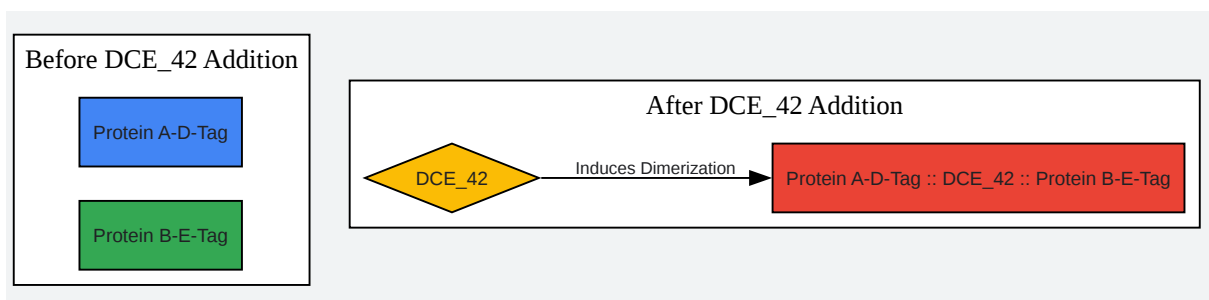 Before DCE_42 Addition
Protein A-D-Tag
Protein B-E-Tag
After DCE_42 Addition
DCE_42
Induces Dimerization
Protein A-D-Tag :: DCE_42 :: Protein B-E-Tag